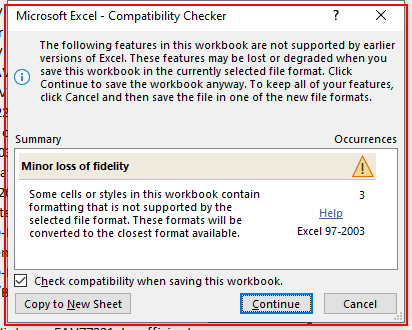 Microsoft Excel - Compatibility Checker
The following features in this workbook are not supported by earlier
versions of Excel. These features may be lost or degraded when you
save this workbook in the currently selected file format. Click
Continue to save the workbook anyway. To keep all of your features,
click Cancel and then save the file in one of the new file formats.
Summary Occurrences
Minor loss of fidelity
Some cells or styles in this workbook contain 3
formatting that is not supported by the
selected file format. These formats will be Help
converted to the closest format available. Excel 97-2003
Check compatibility when saving this workbook.
Copy to New Sheet Continue Cancel